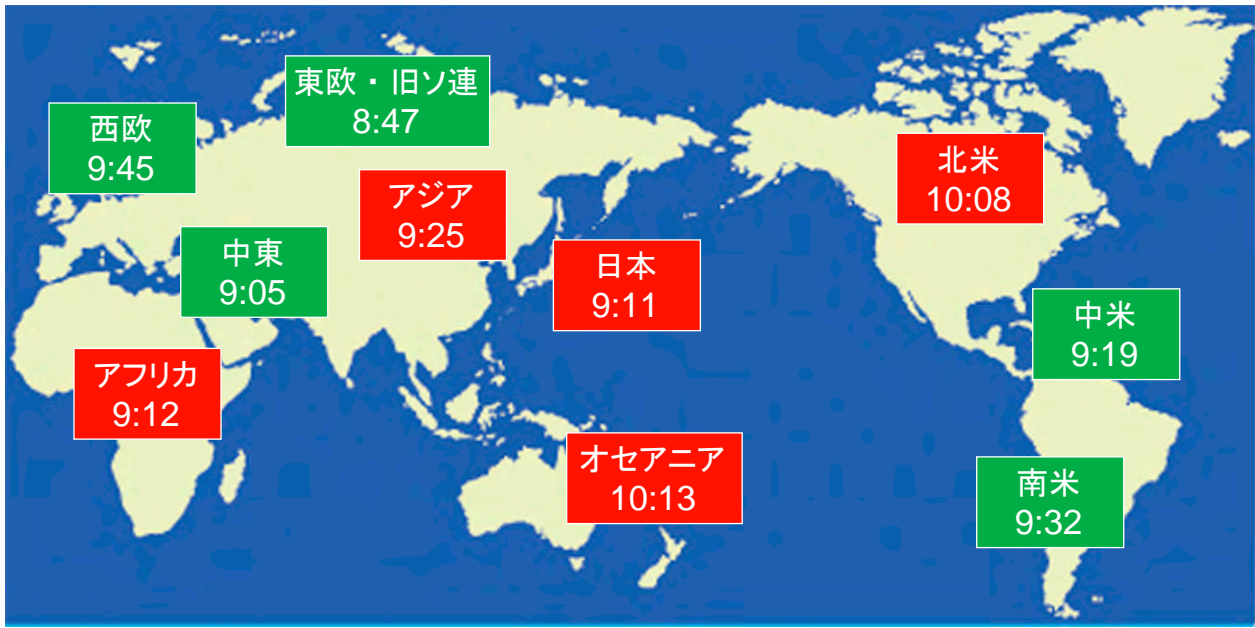 東欧・旧ソ連
8:47
西欧
9:45
北米
10:08
アジア
9:25
中東
9:05
日本
9:11
中米
9:19
アフリカ
9:12
オセアニア
10:13
南米
9:32